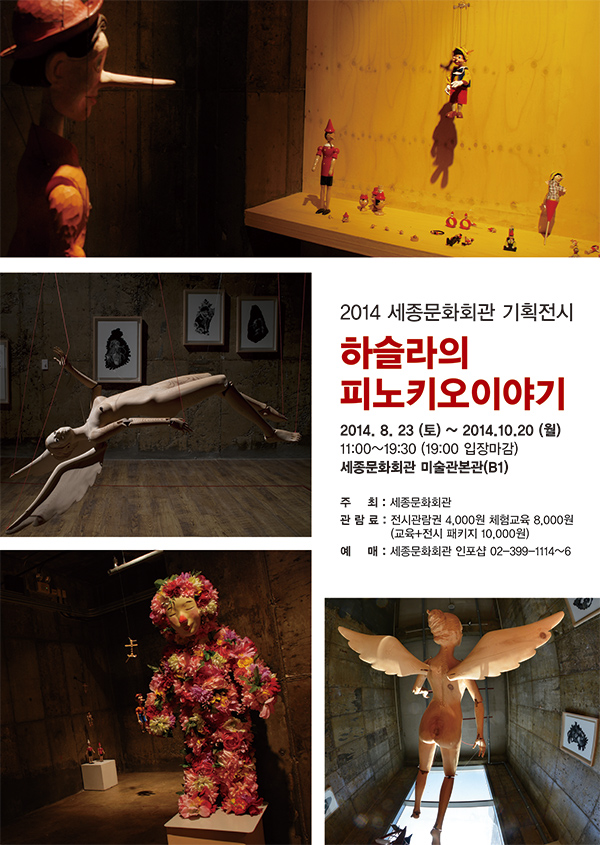 2014 세종문화회관 기획전시
하슬라의
피노키오이야기
2014. 8. 23 (토) ~ 2014.10.20 (월)
11:00~19:30 (19:00 입장마감)
세종문화회관 미술관본관(B1)
주 최 : 세종문화회관
관 람 료 : 전시관람권 4,000원 체험교육 8,000원
(교육+전시 패키지 10,000원)
예 매 : 세종문화회관 인포샵 02-399-1114~6